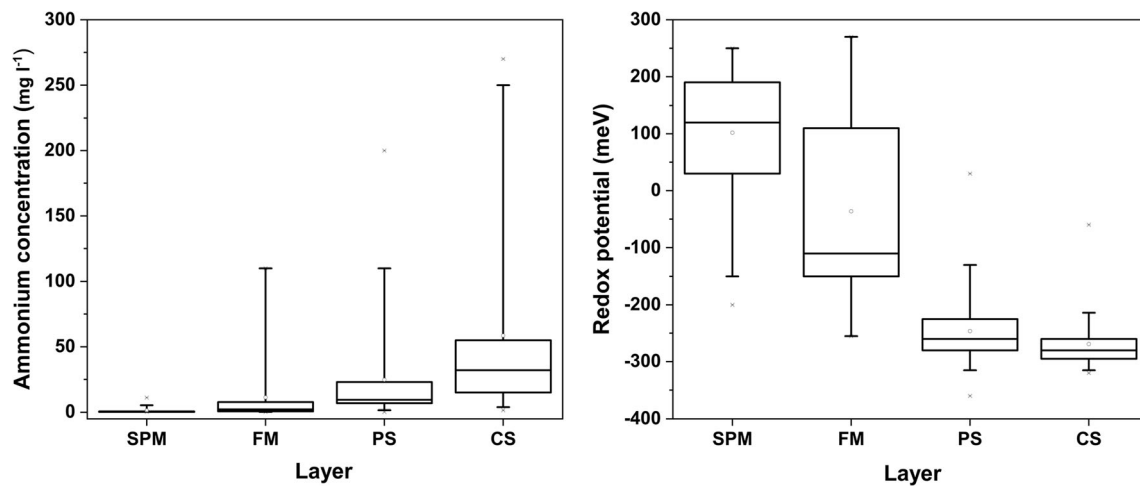 Ammonium concentration (mg l⁻¹)
300
250
200
150
100
50
0
SPM FM PS CS
Layer
Redox potential (meV)
300
200
100
0
-100
-200
-300
-400
SPM FM PS CS
Layer